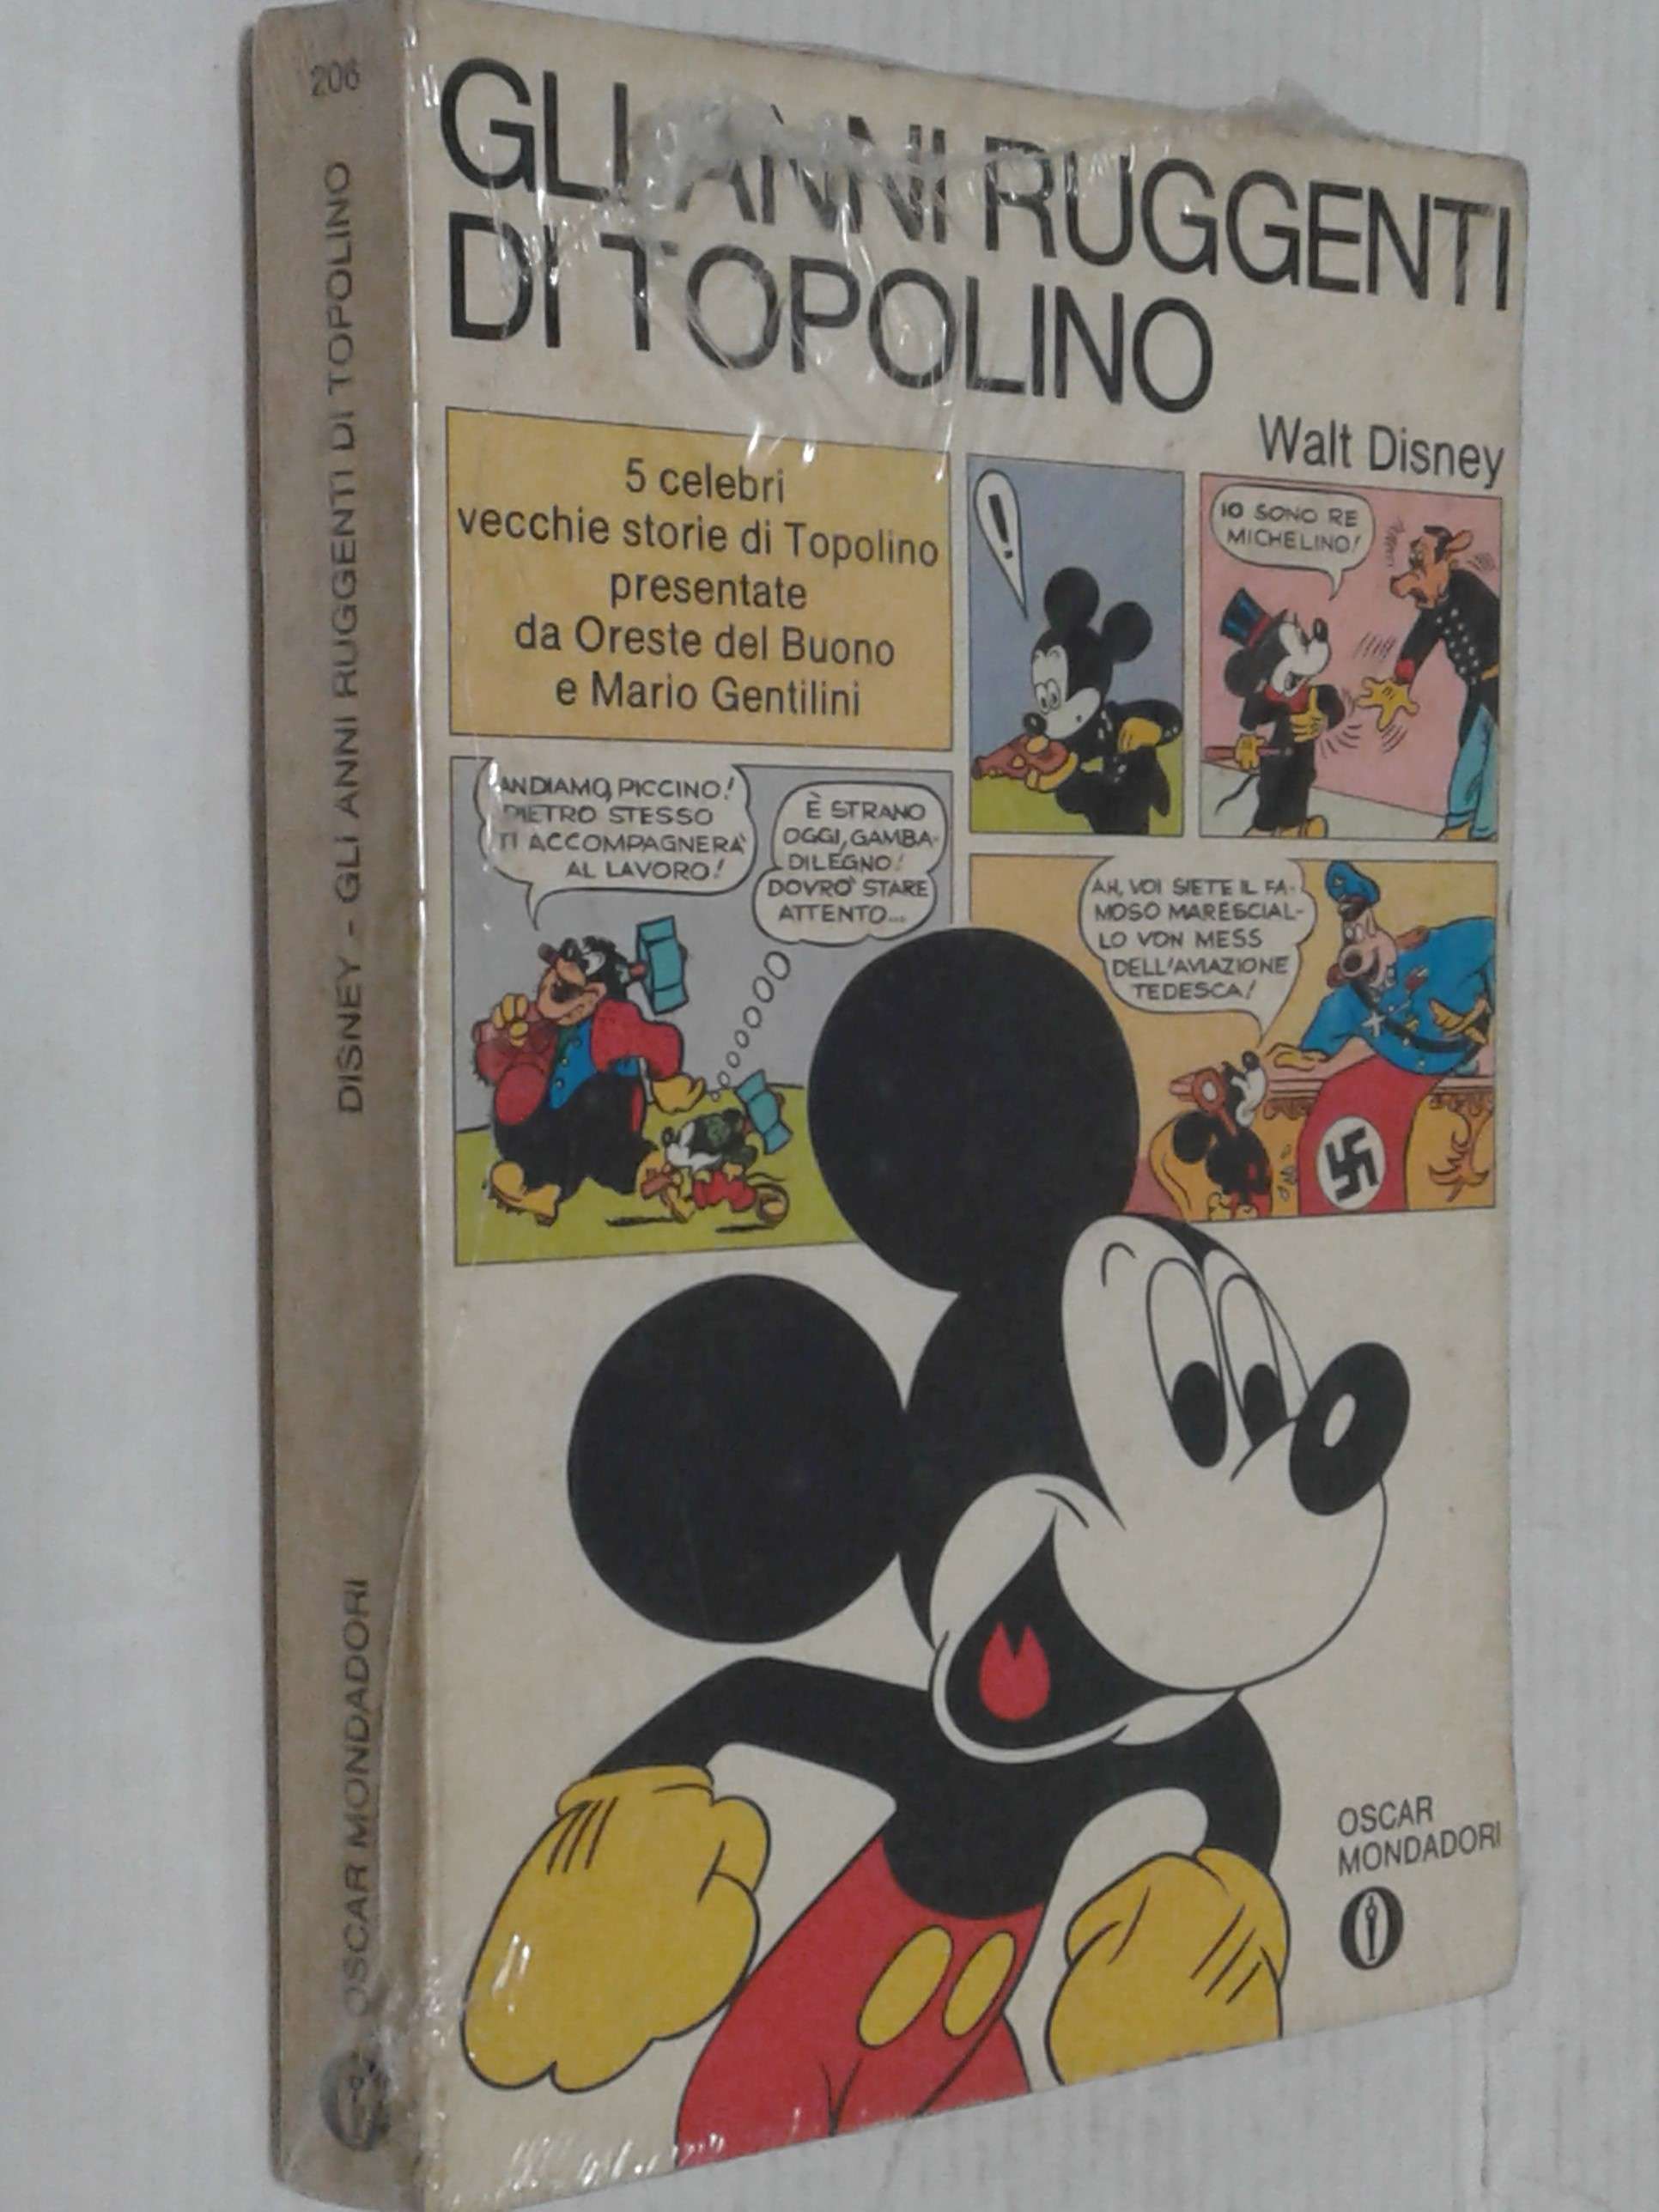 206
DISNEY - GLI ANNI RUGGENTI DI TOPOLINO
OSCAR MONDADORI
GLI ANNI RUGGENTI
DI TOPOLINO
Walt Disney
5 celebri
vecchie storie di Topolino
presentate
da Oreste del Buono
e Mario Gentilini
!
IO SONO RE
MICHELINO!
ANDIAMO, PICCINO!
PIETRO STESSO
TI ACCOMPAGNERÀ
AL LAVORO!
È STRANO
OGGI, GAMBA-
DILEGNO!
DOVRO' STARE
ATTENTO...
AH, VOI SIETE IL FA-
MOSO MARESCIAL-
LO VON MESS
DELL'AVIAZIONE
TEDESCA!
OSCAR
MONDADORI